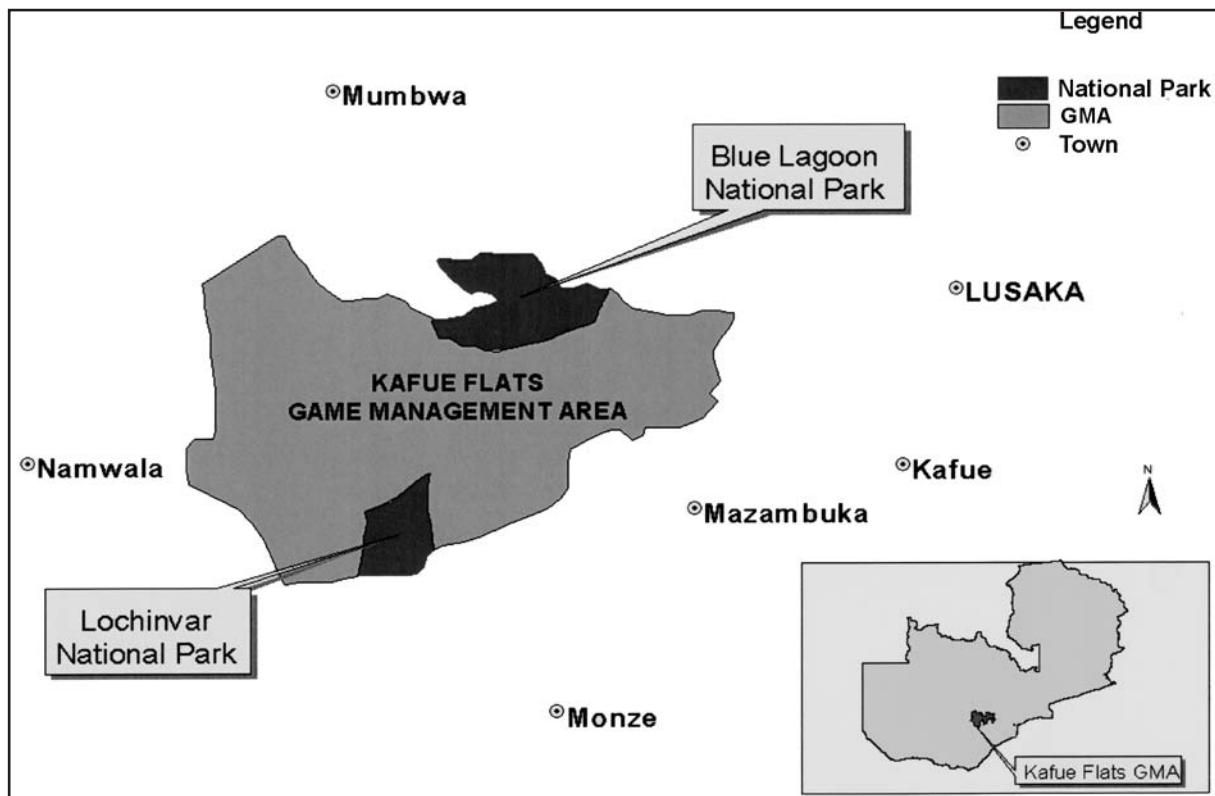 Legend
National Park
GMA
Town
Mumbwa
Blue Lagoon
National Park
LUSAKA
KAFUE FLATS
GAME MANAGEMENT AREA
Namwala
Kafue
N
Mazambuka
Lochinvar
National Park
Monze
Kafue Flats GMA